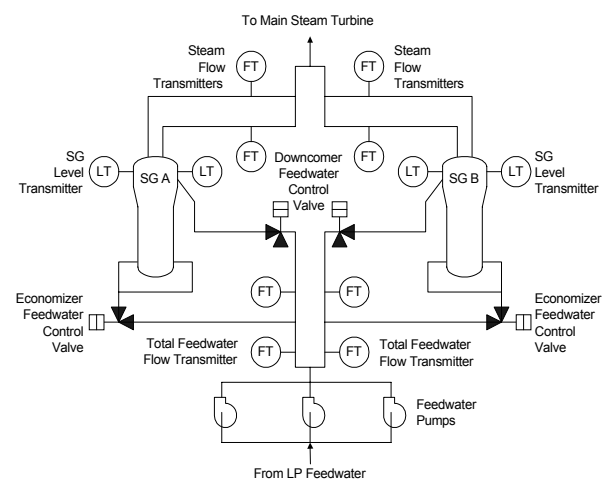 To Main Steam Turbine
Steam
Flow
Transmitters
FT
FT
Steam
Flow
Transmitters
FT
FT
SG
Level
Transmitter
LT
SG A
LT
Downcomer
Feedwater
Control
Valve
LT
SG B
LT
SG
Level
Transmitter
Economizer
Feedwater
Control
Valve
FT
FT
Economizer
Feedwater
Control
Valve
Total Feedwater
Flow Transmitter
FT
FT
Total Feedwater
Flow Transmitter
Feedwater
Pumps
From LP Feedwater